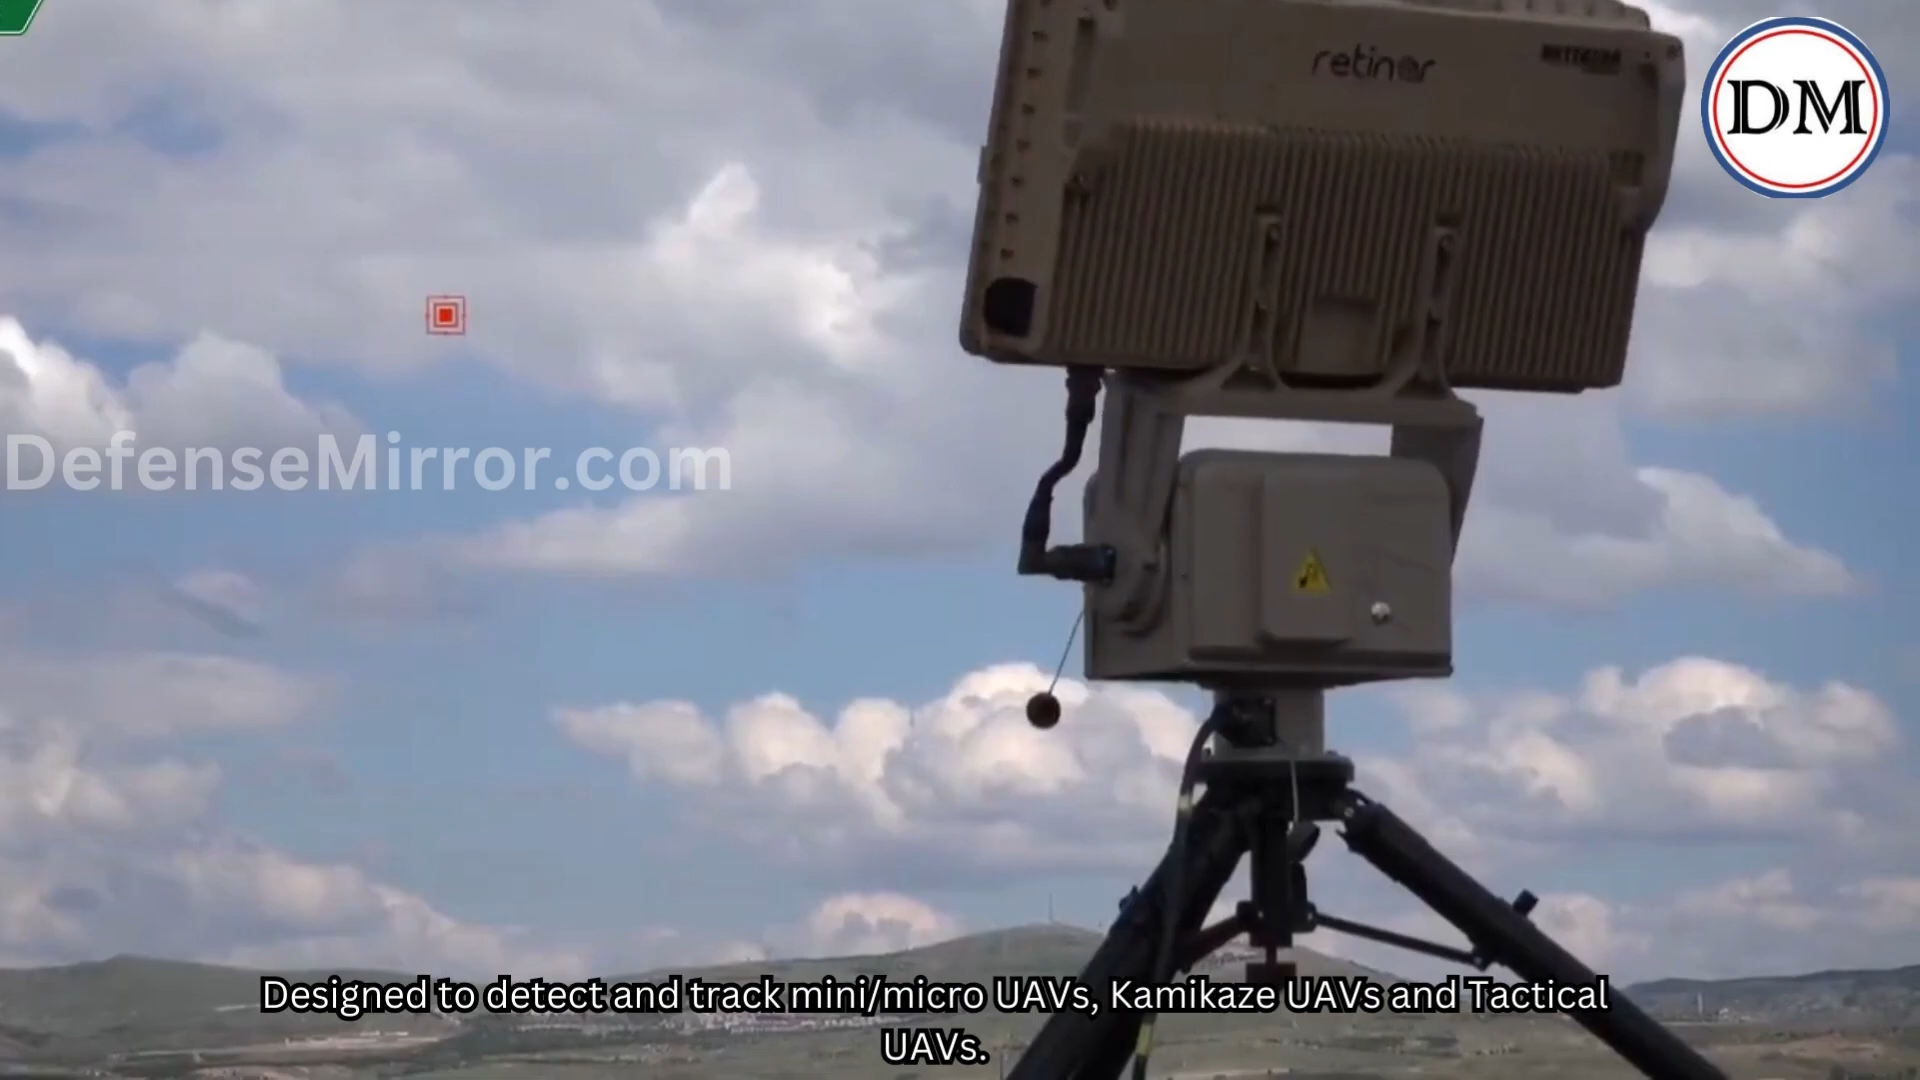 retinar
DM
DefenseMirror.com
Designed to detect and track mini/micro UAVs, Kamikaze UAVs and Tactical
UAVs.